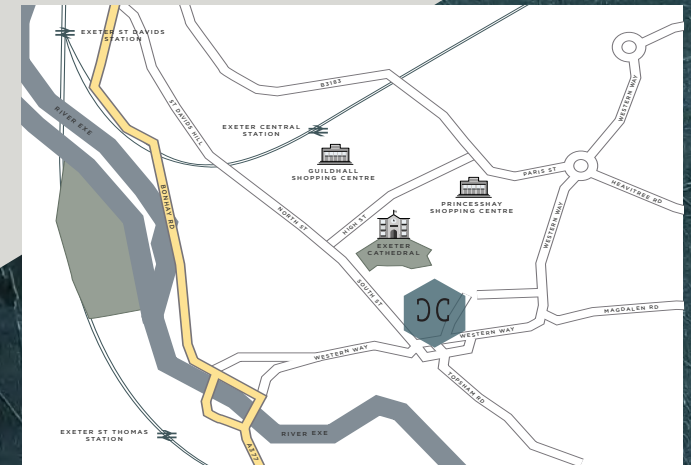 EXETER ST DAVIDS
STATION
B3183
WESTERN WAY
RIVER EXE
ST DAVIDS HILL
EXETER CENTRAL
STATION
GUILDHALL
SHOPPING CENTRE
PARIS ST
HEAVITREE RD
PRINCESSHAY
SHOPPING CENTRE
BONHAY RD
NORTH ST
HIGH ST
WESTERN WAY
EXETER
CATHEDRAL
SOUTH ST
MAGDALEN RD
WESTERN WAY
WESTERN WAY
TOPSHAM RD
EXETER ST THOMAS
STATION
RIVER EXE
A377